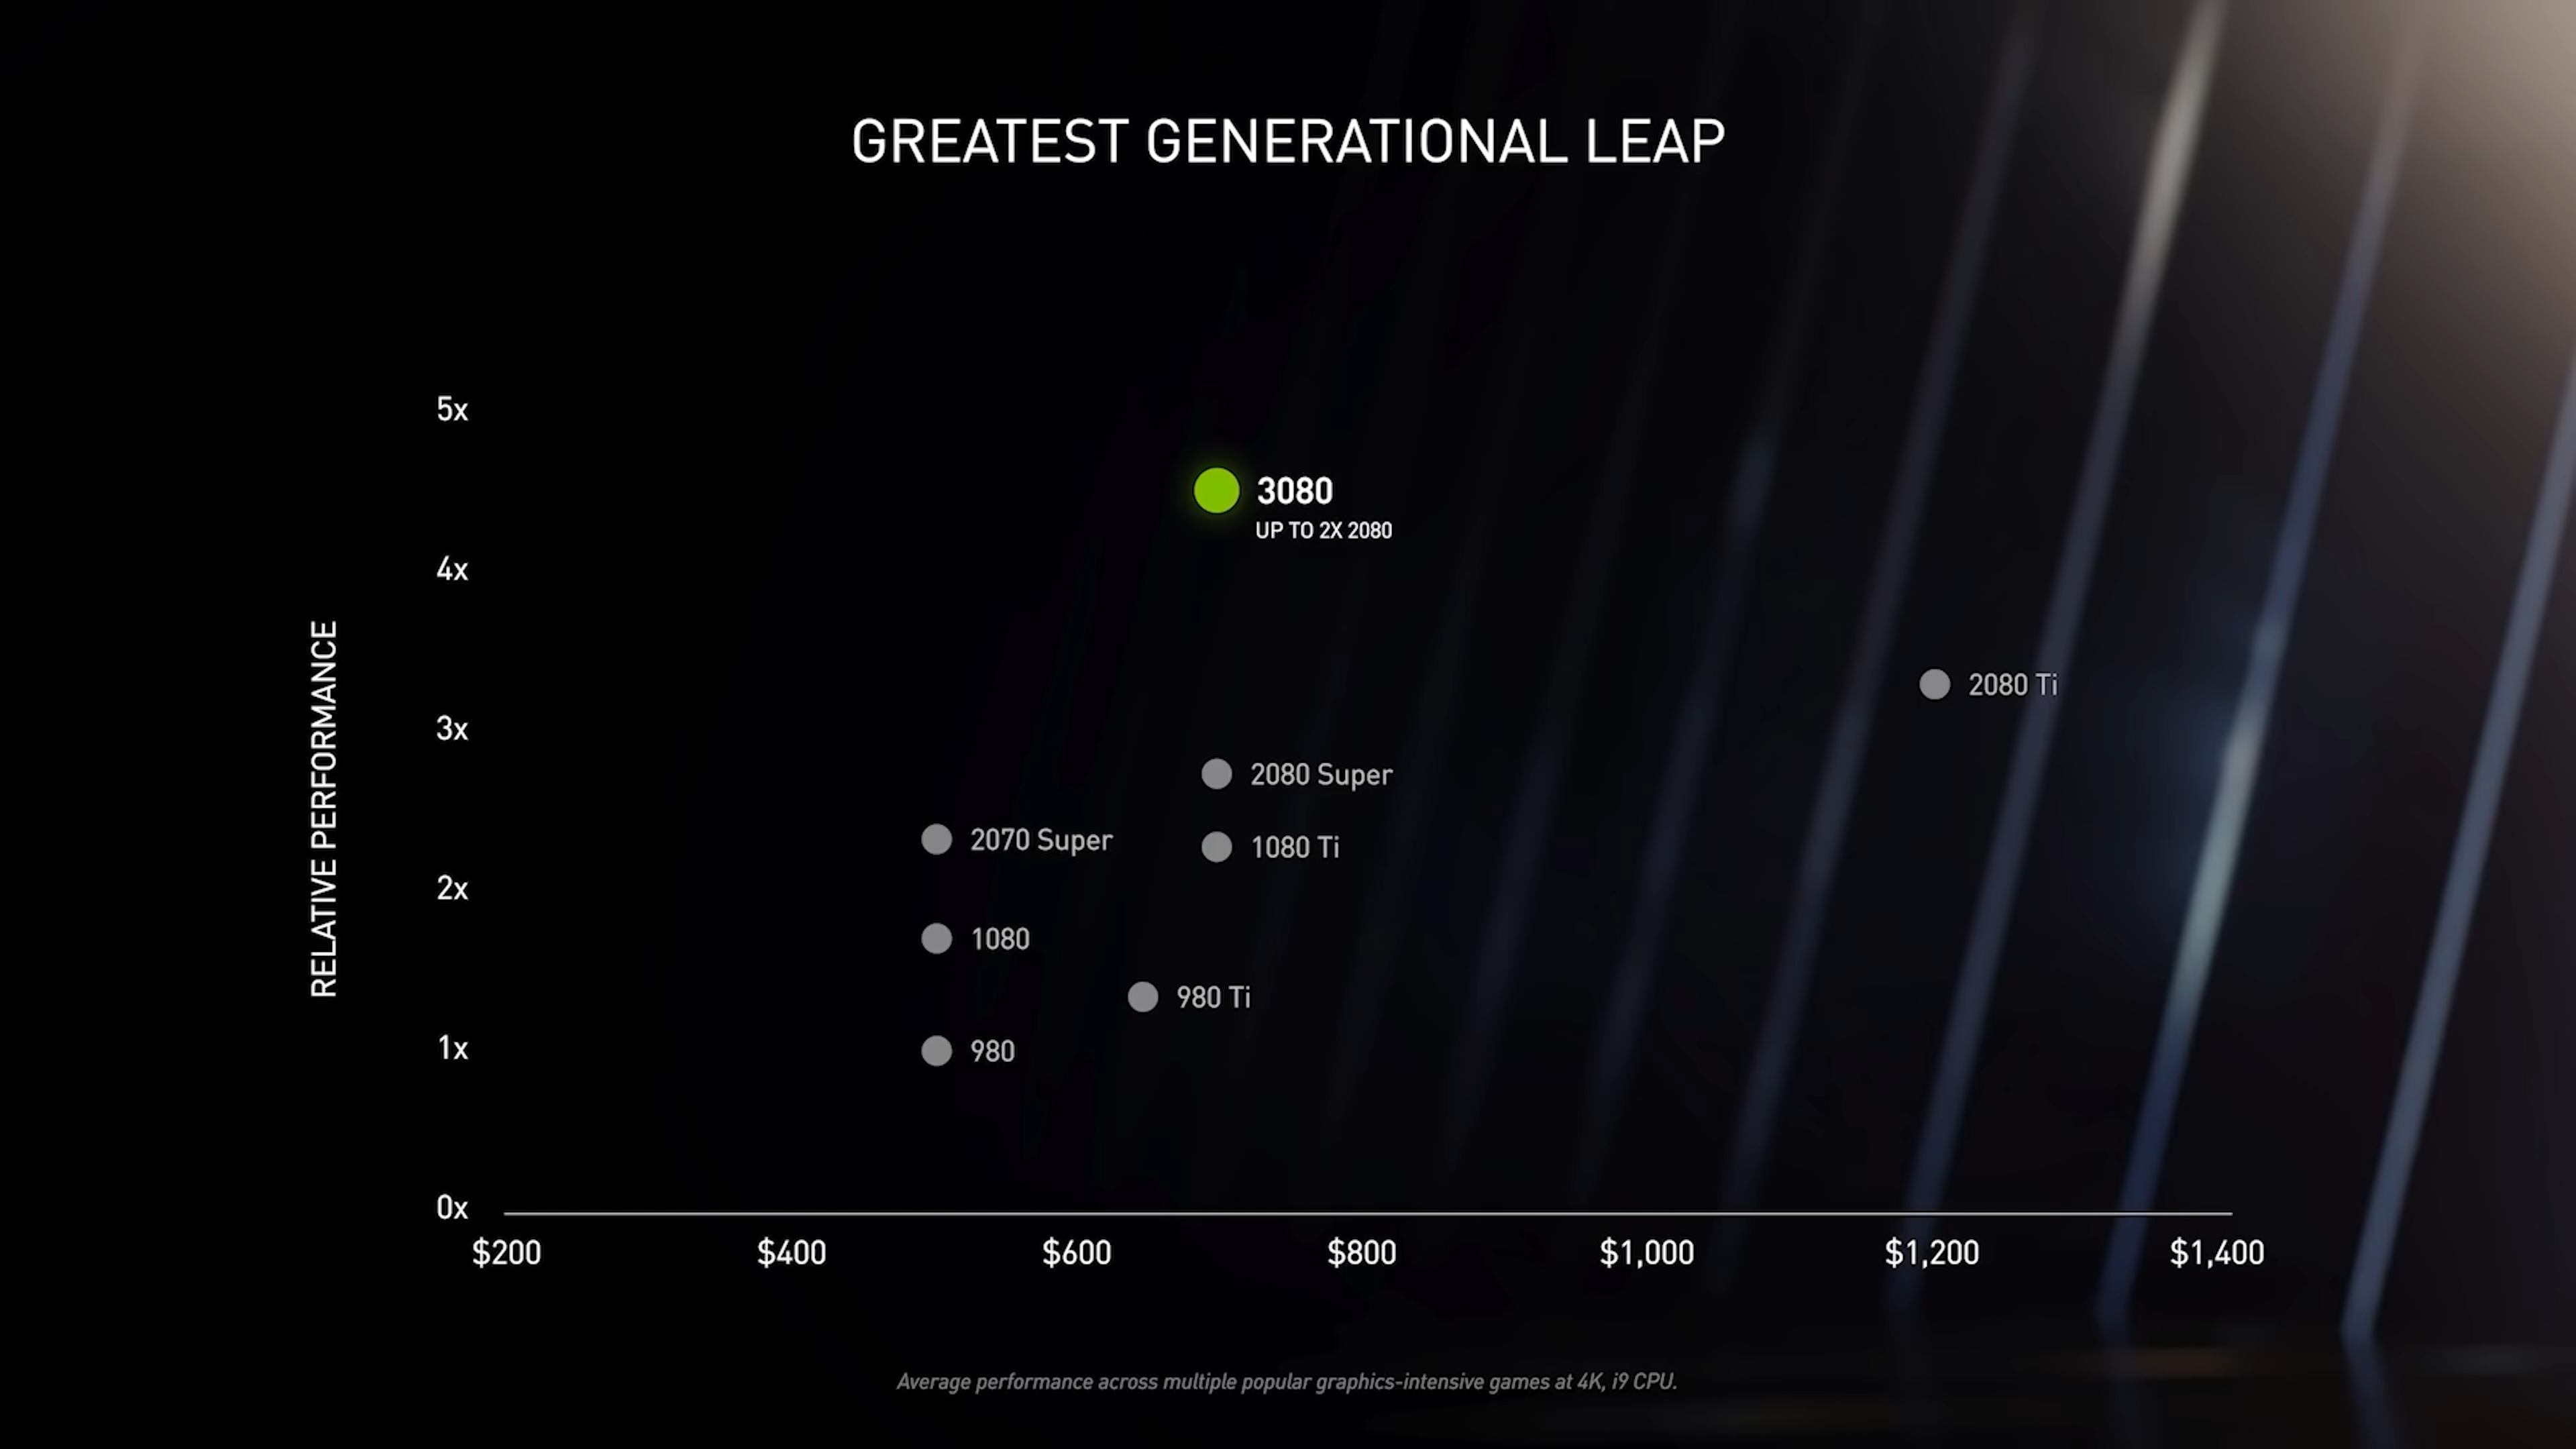 GREATEST GENERATIONAL LEAP
RELATIVE PERFORMANCE
5x
4x
3x
2x
1x
0x
3080
UP TO 2X 2080
2080 Ti
2080 Super
2070 Super
1080 Ti
1080
980 Ti
980
$200 $400 $600 $800 $1,000 $1,200 $1,400
Average performance across multiple popular graphics-intensive games at 4K, i9 CPU.